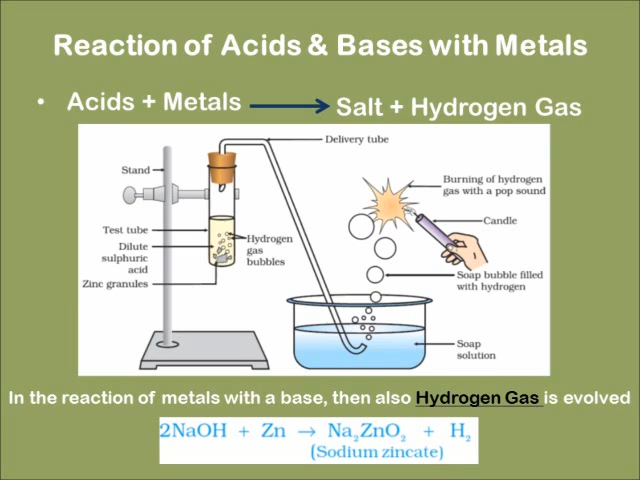 Reaction of Acids & Bases with Metals
• Acids + Metals
Salt + Hydrogen Gas
Delivery tube
Stand
Burning of hydrogen
gas with a pop sound
Candle
Test tube
Dilute
sulphuric
acid
Zinc granules
Hydrogen
gas
bubbles
Soap bubble filled
with hydrogen
Soap
solution
In the reaction of metals with a base, then also Hydrogen Gas is evolved
2NaOH + Zn → Na₂ZnO₂ + H₂
(Sodium zincate)